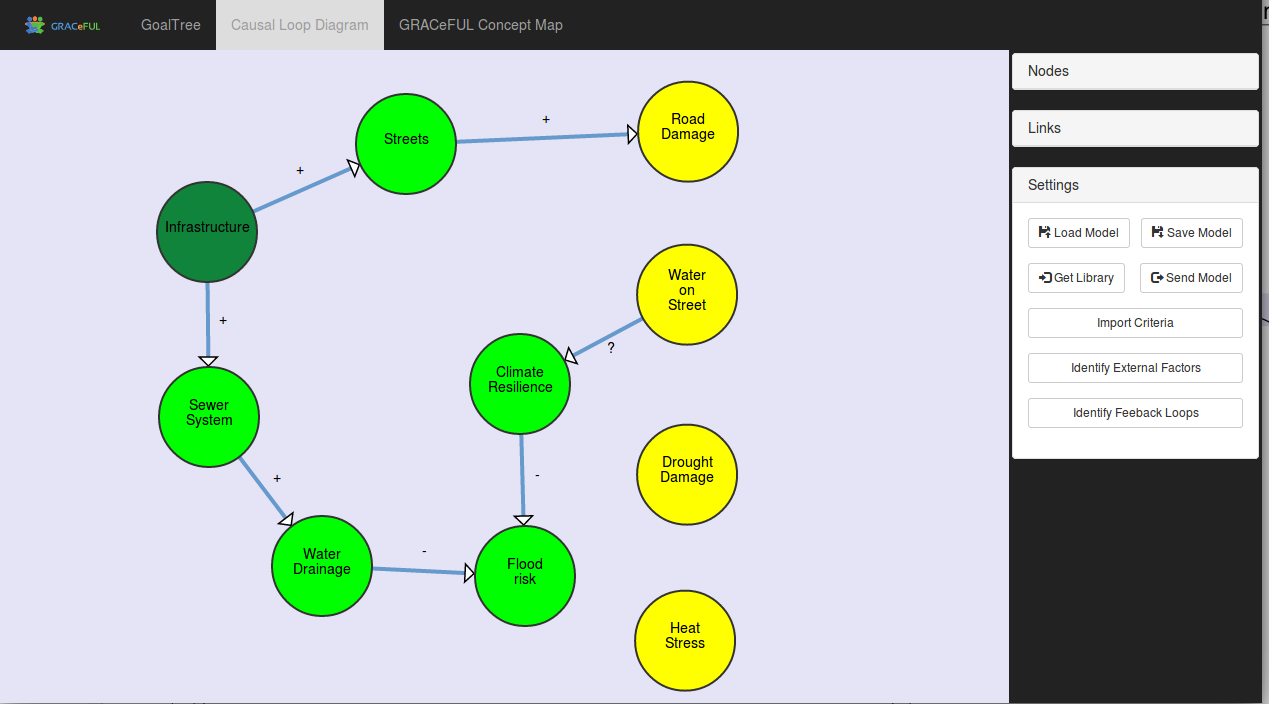 GRACeFUL
GoalTree
Causal Loop Diagram
GRACeFUL Concept Map
Nodes
Links
Settings
Load Model
Save Model
Get Library
Send Model
Import Criteria
Identify External Factors
Identify Feeback Loops
Streets
+
Road
Damage
+
Infrastructure
+
Water
on
Street
?
Climate
Resilience
Sewer
System
+
-
Drought
Damage
Water
Drainage
-
Flood
risk
Heat
Stress